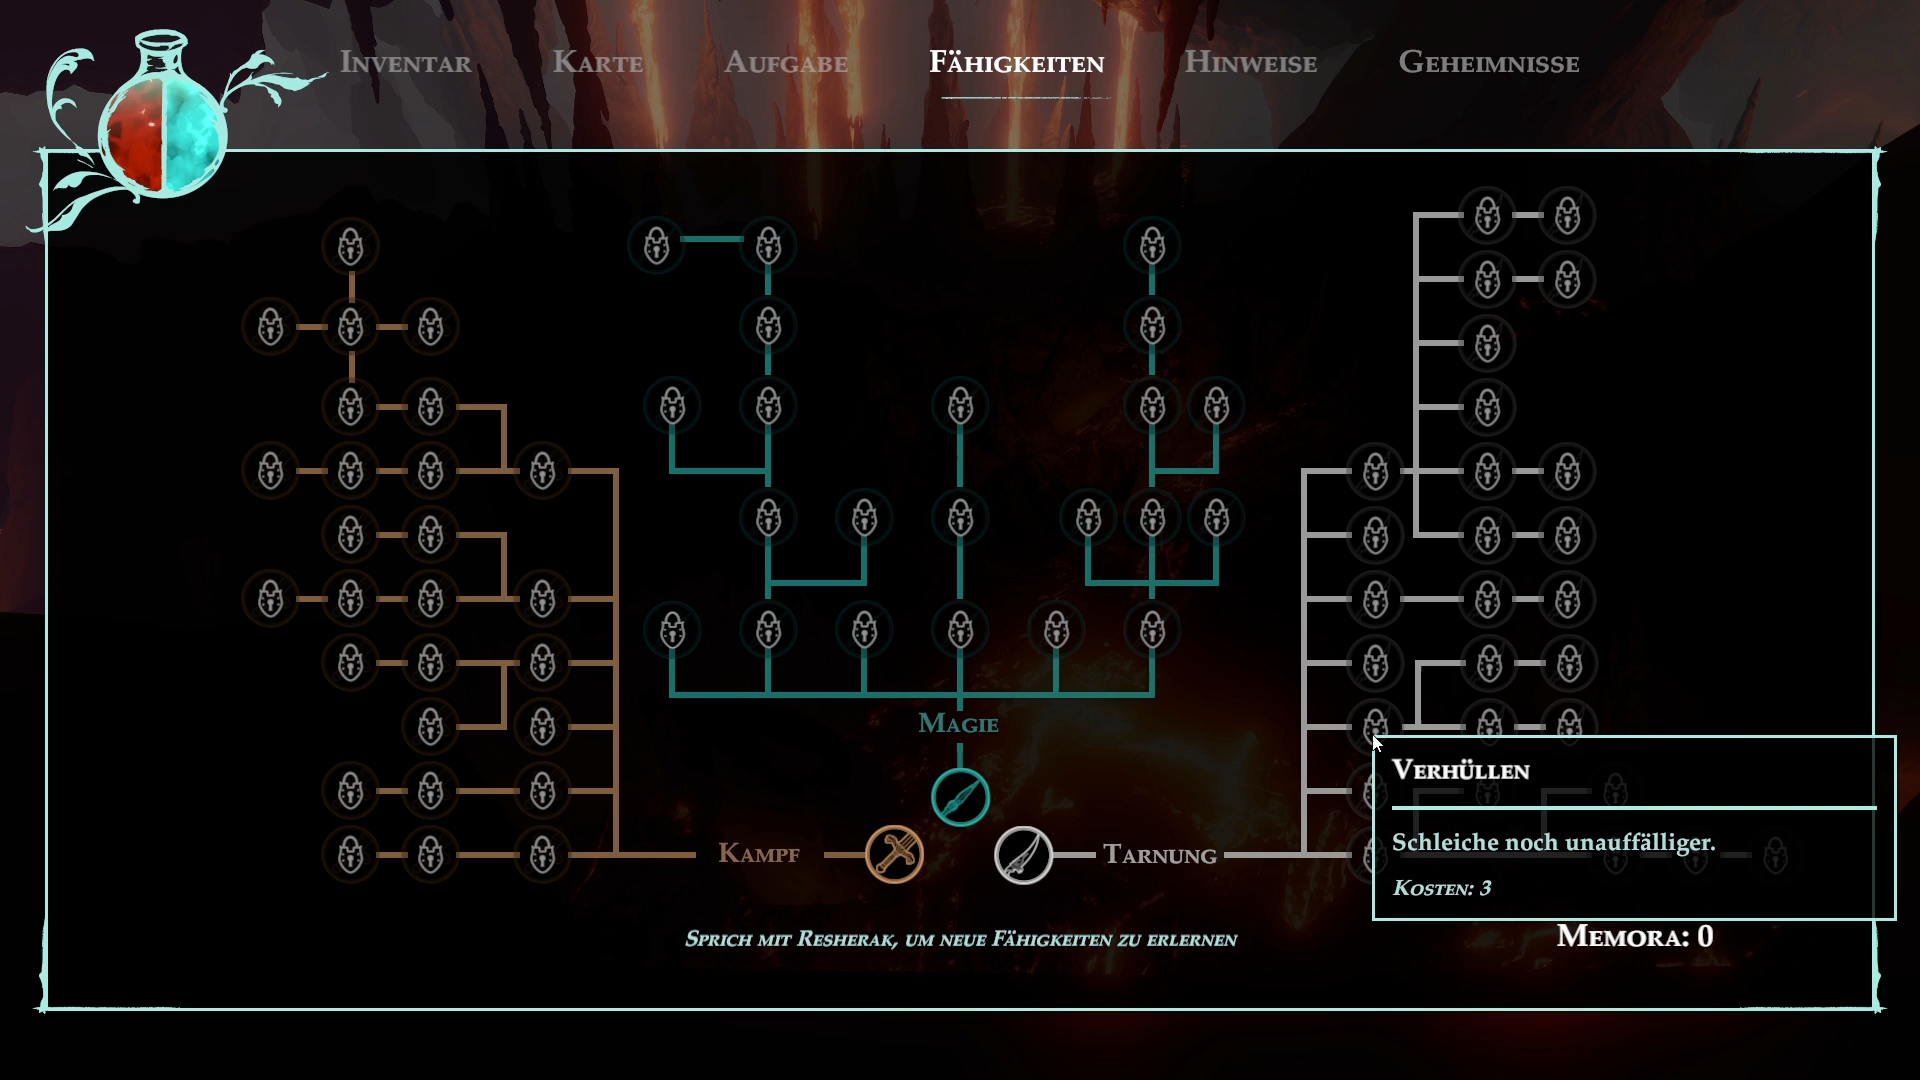 Inventar Karte Aufgabe Fähigkeiten Hinweise Geheimnisse
Magie
Kampf
Tarnung
Verhüllen
Schleiche noch unauffälliger.
Kosten: 3
Sprich mit Resherak, um neue Fähigkeiten zu erlernen
Memora: 0